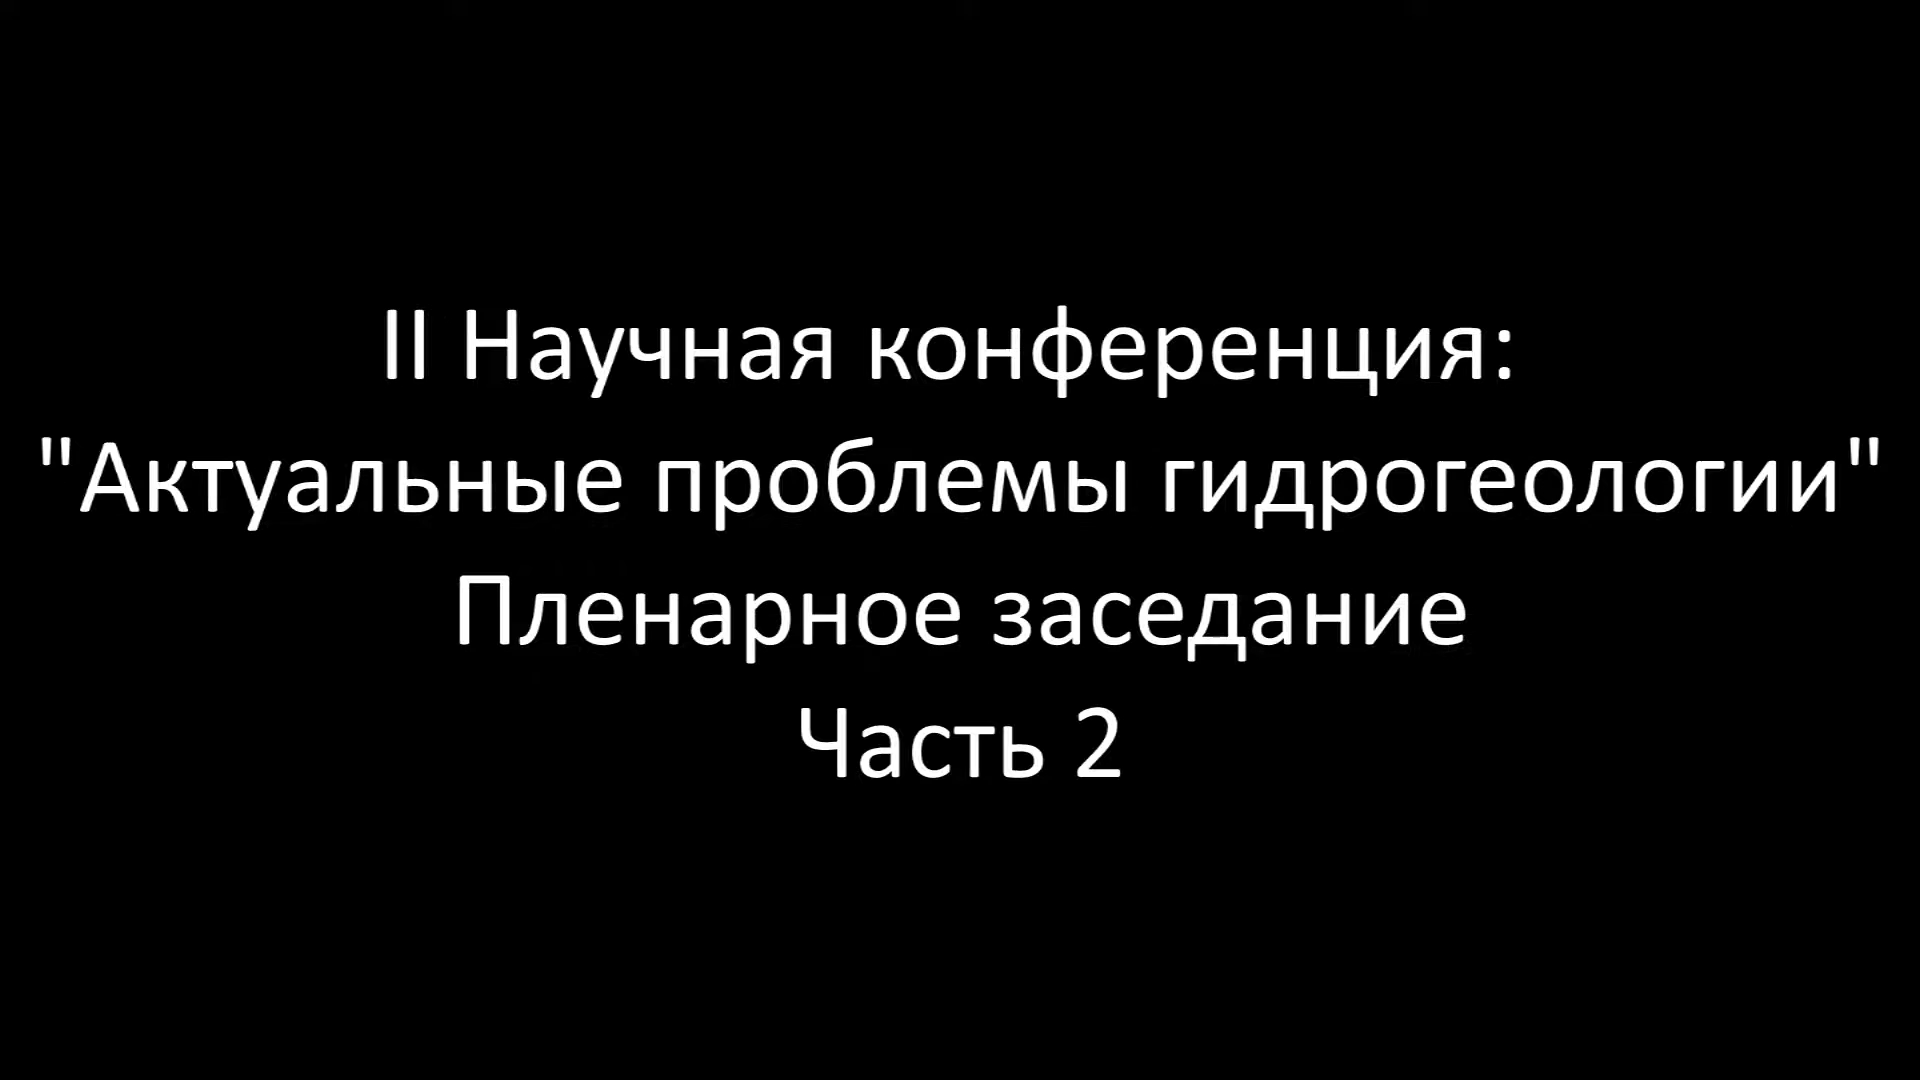 II Научная конференция:
"Актуальные проблемы гидрогеологии"
Пленарное заседание
Часть 2